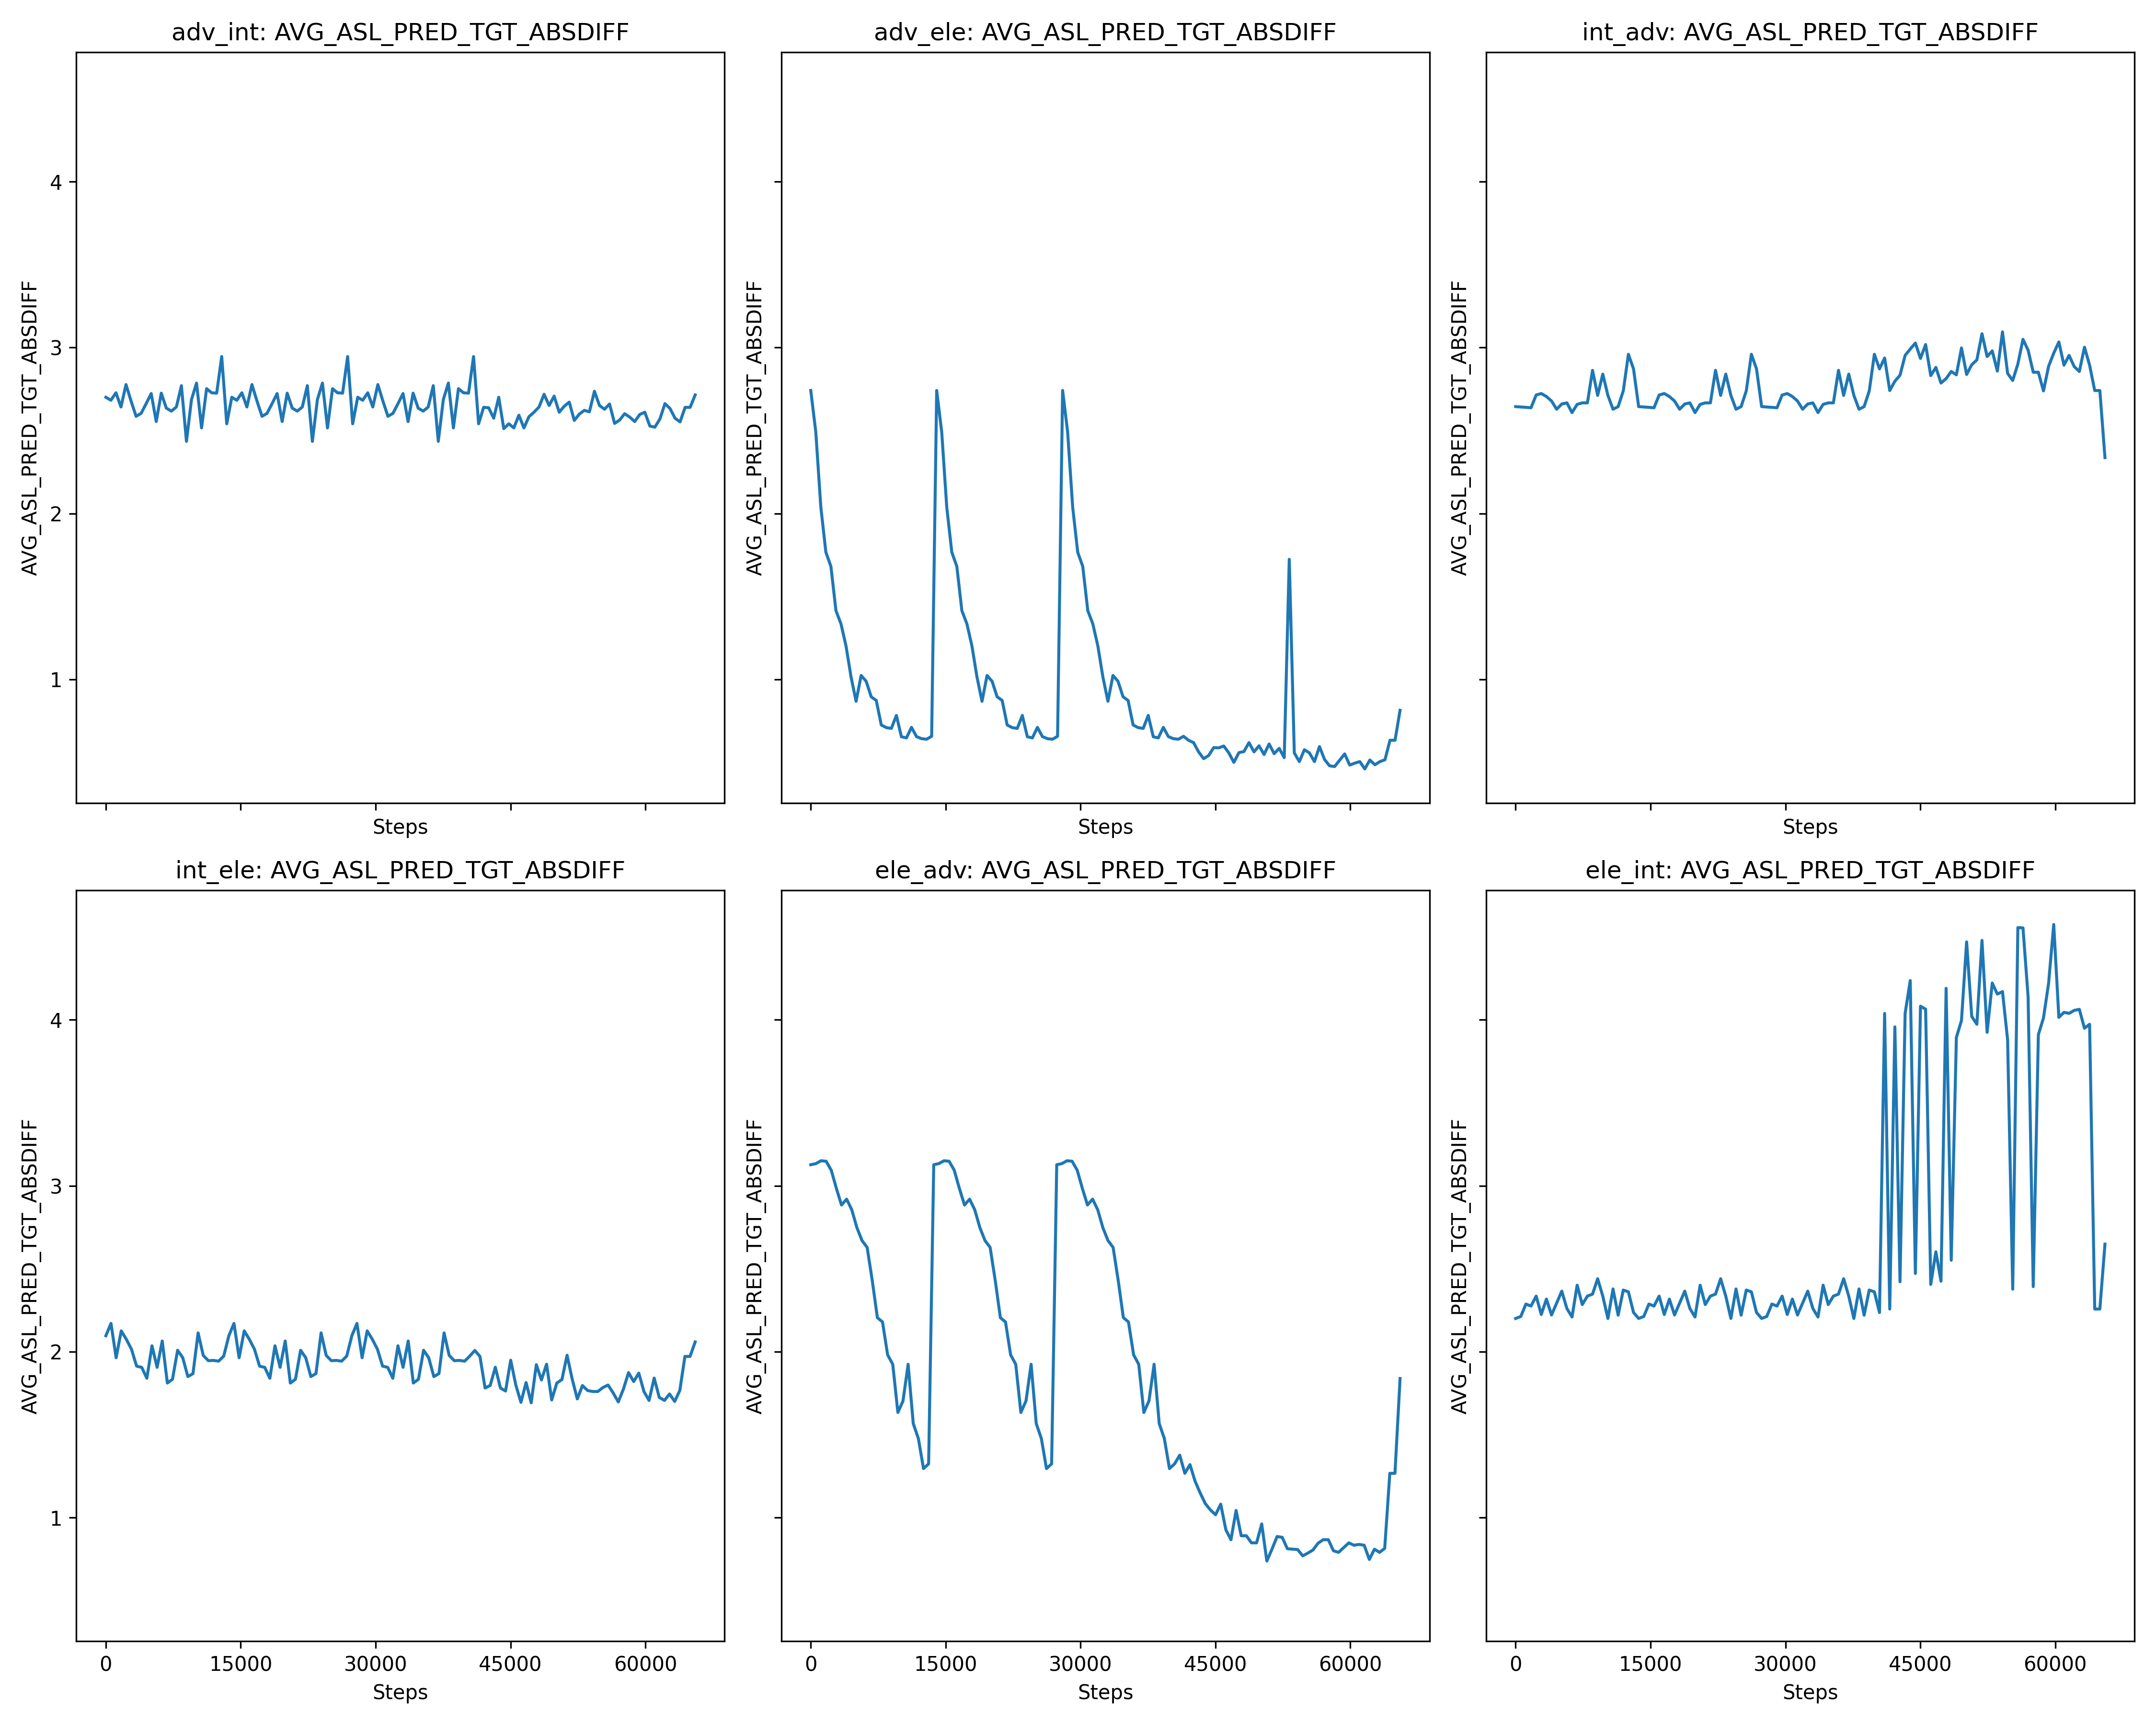 adv_int: AVG_ASL_PRED_TGT_ABSDIFF
AVG_ASL_PRED_TGT_ABSDIFF
4
3
2
1
Steps
adv_ele: AVG_ASL_PRED_TGT_ABSDIFF
AVG_ASL_PRED_TGT_ABSDIFF
Steps
int_adv: AVG_ASL_PRED_TGT_ABSDIFF
AVG_ASL_PRED_TGT_ABSDIFF
Steps
int_ele: AVG_ASL_PRED_TGT_ABSDIFF
AVG_ASL_PRED_TGT_ABSDIFF
4
3
2
1
0 15000 30000 45000 60000
Steps
ele_adv: AVG_ASL_PRED_TGT_ABSDIFF
AVG_ASL_PRED_TGT_ABSDIFF
0 15000 30000 45000 60000
Steps
ele_int: AVG_ASL_PRED_TGT_ABSDIFF
AVG_ASL_PRED_TGT_ABSDIFF
0 15000 30000 45000 60000
Steps